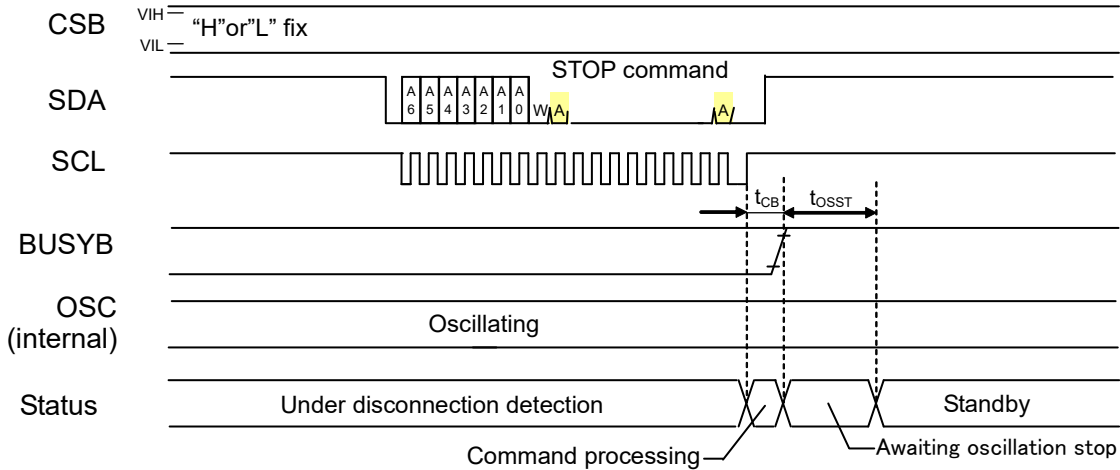 CSB
VIH
VIL
“H”or”L” fix
SDA
STOP command
A6 A5 A4 A3 A2 A1 A0 W A
A
SCL
tCB
tOSST
BUSYB
OSC
(internal)
Oscillating
Status
Under disconnection detection
Standby
Command processing
Awaiting oscillation stop